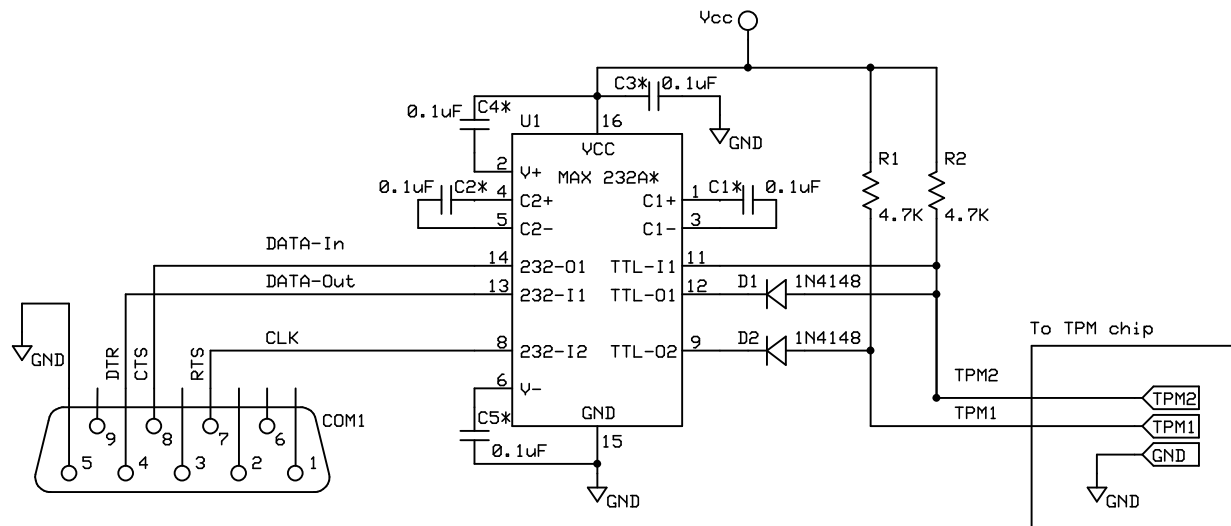 Vcc
C3* 0.1uF
C4*
0.1uF
U1
16
GND
VCC
2
V+
MAX 232A*
R1
R2
0.1uF
C2*
4
C2+
C1+
1
C1*
0.1uF
4.7K
4.7K
5
C2-
C1-
3
DATA-In
14
232-O1
TTL-I1
11
DATA-Out
13
232-I1
TTL-O1
12
D1
1N4148
CLK
8
232-I2
TTL-O2
9
D2
1N4148
To TPM chip
GND
DTR
CTS
RTS
6
V-
TPM2
TPM2
GND
TPM1
TPM1
COM1
C5*
15
0.1uF
GND
9
8
7
6
5
4
3
2
1
GND
GND